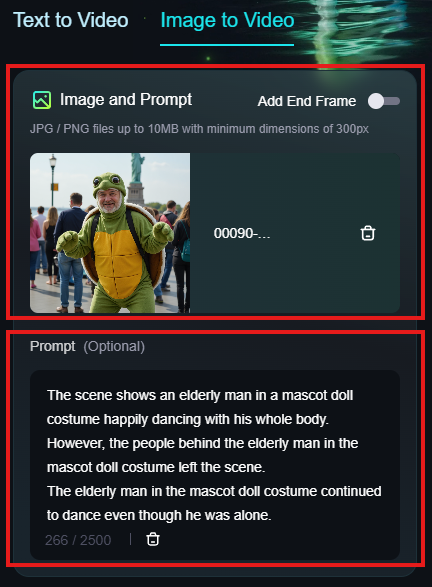 Text to Video · Image to Video
Image and Prompt
Add End Frame
JPG / PNG files up to 10MB with minimum dimensions of 300px
00090-...
Prompt (Optional)
The scene shows an elderly man in a mascot doll
costume happily dancing with his whole body.
However, the people behind the elderly man in the
mascot doll costume left the scene.
The elderly man in the mascot doll costume continued
to dance even though he was alone.
266 / 2500